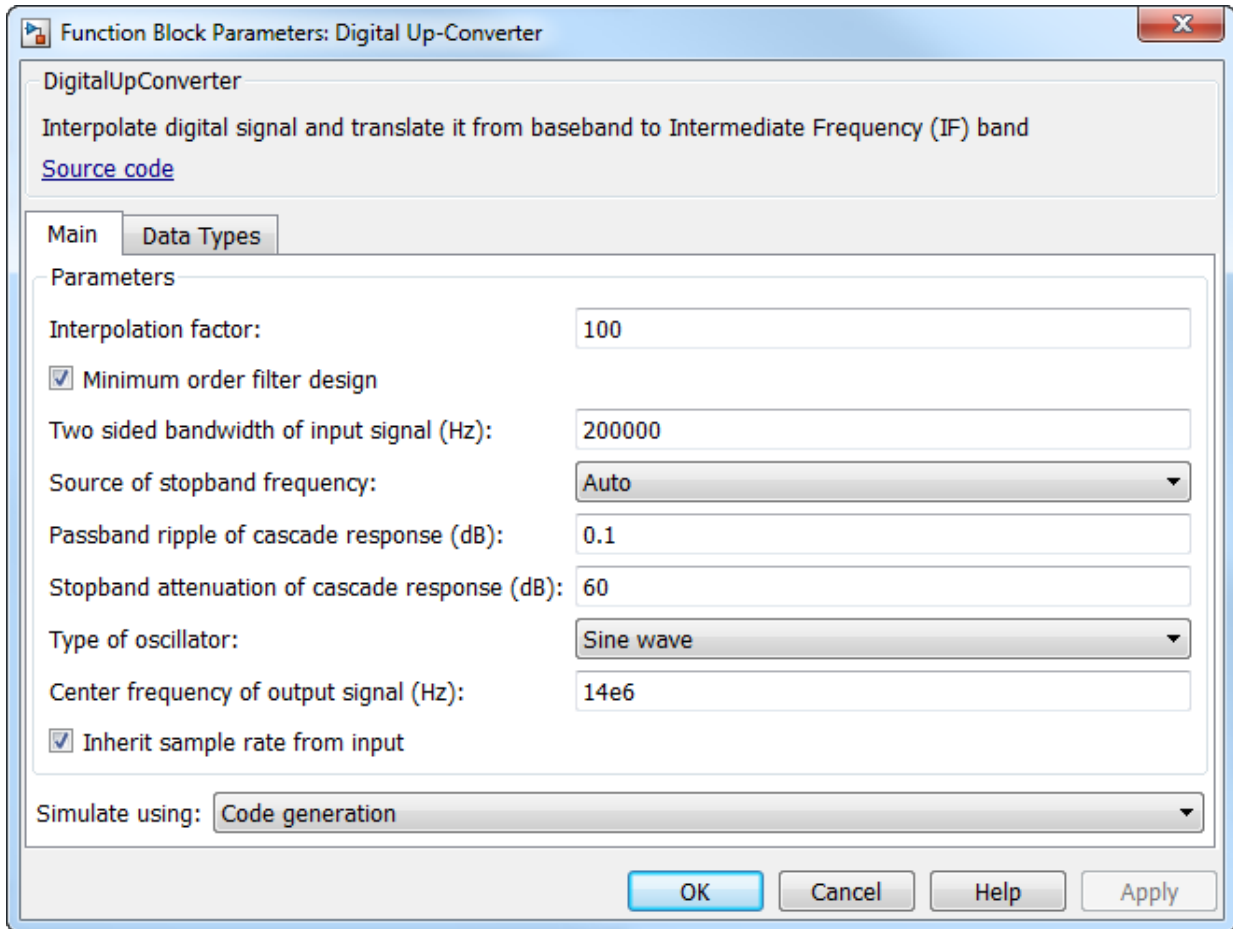 Function Block Parameters: Digital Up-Converter
DigitalUpConverter
Interpolate digital signal and translate it from baseband to Intermediate Frequency (IF) band
Source code
Main Data Types
Parameters
Interpolation factor: 100
Minimum order filter design
Two sided bandwidth of input signal (Hz): 200000
Source of stopband frequency: Auto
Passband ripple of cascade response (dB): 0.1
Stopband attenuation of cascade response (dB): 60
Type of oscillator: Sine wave
Center frequency of output signal (Hz): 14e6
Inherit sample rate from input
Simulate using: Code generation
OK Cancel Help Apply